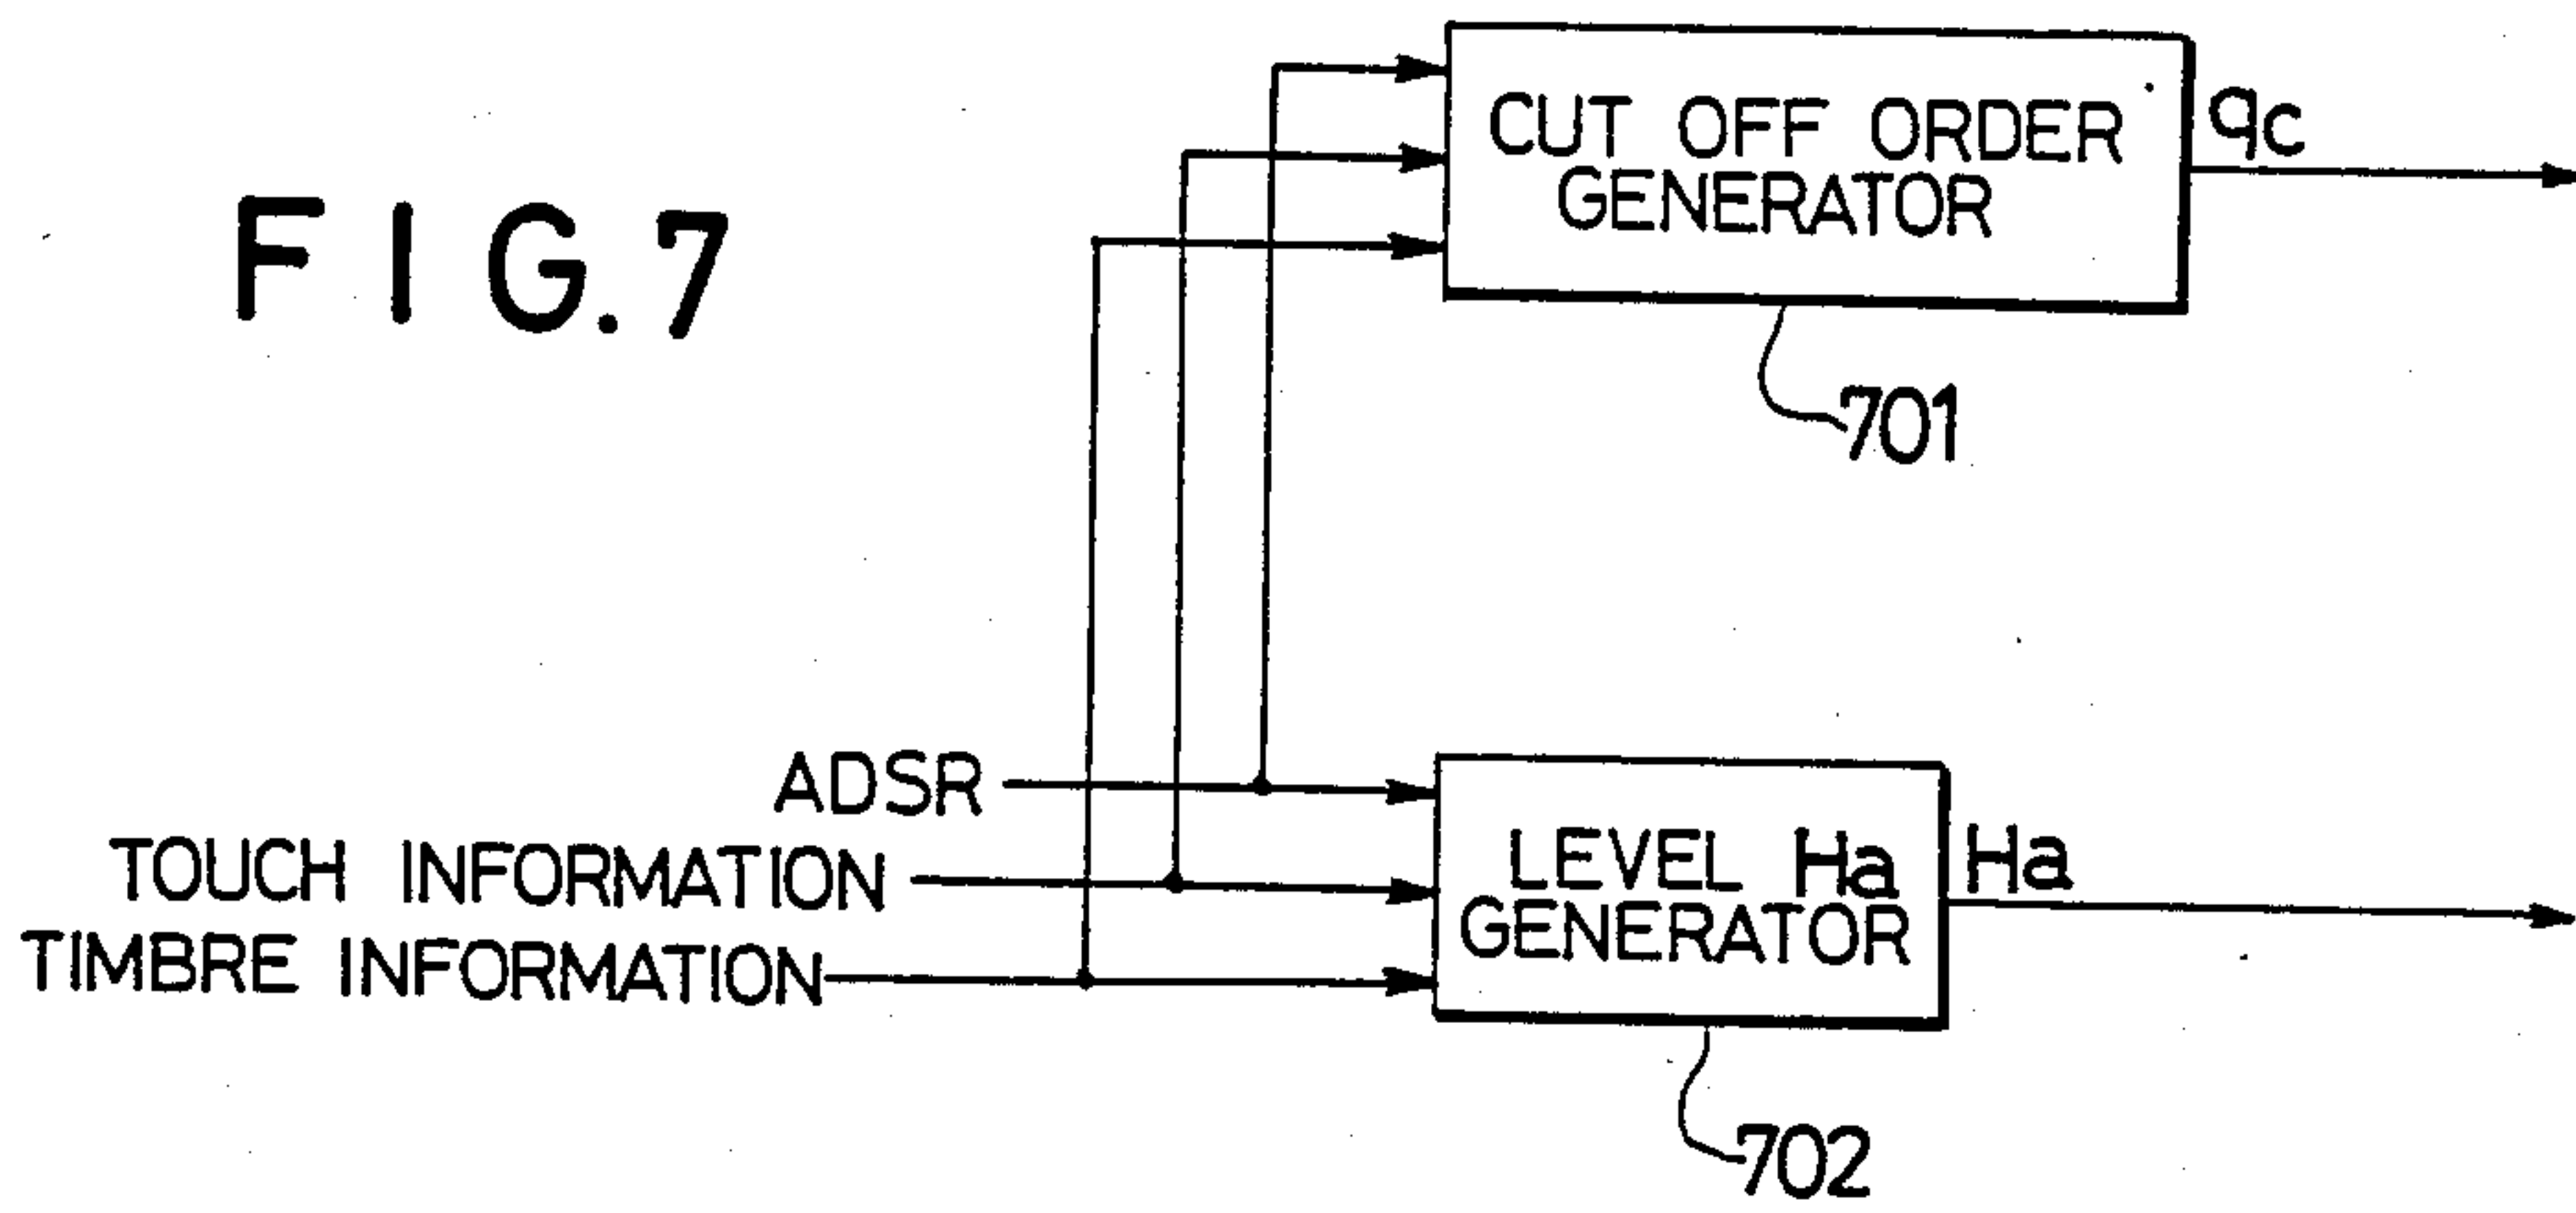 FIG.7
CUT OFF ORDER
GENERATOR
qc
701
ADSR
TOUCH INFORMATION
TIMBRE INFORMATION
LEVEL Ha
GENERATOR
Ha
702